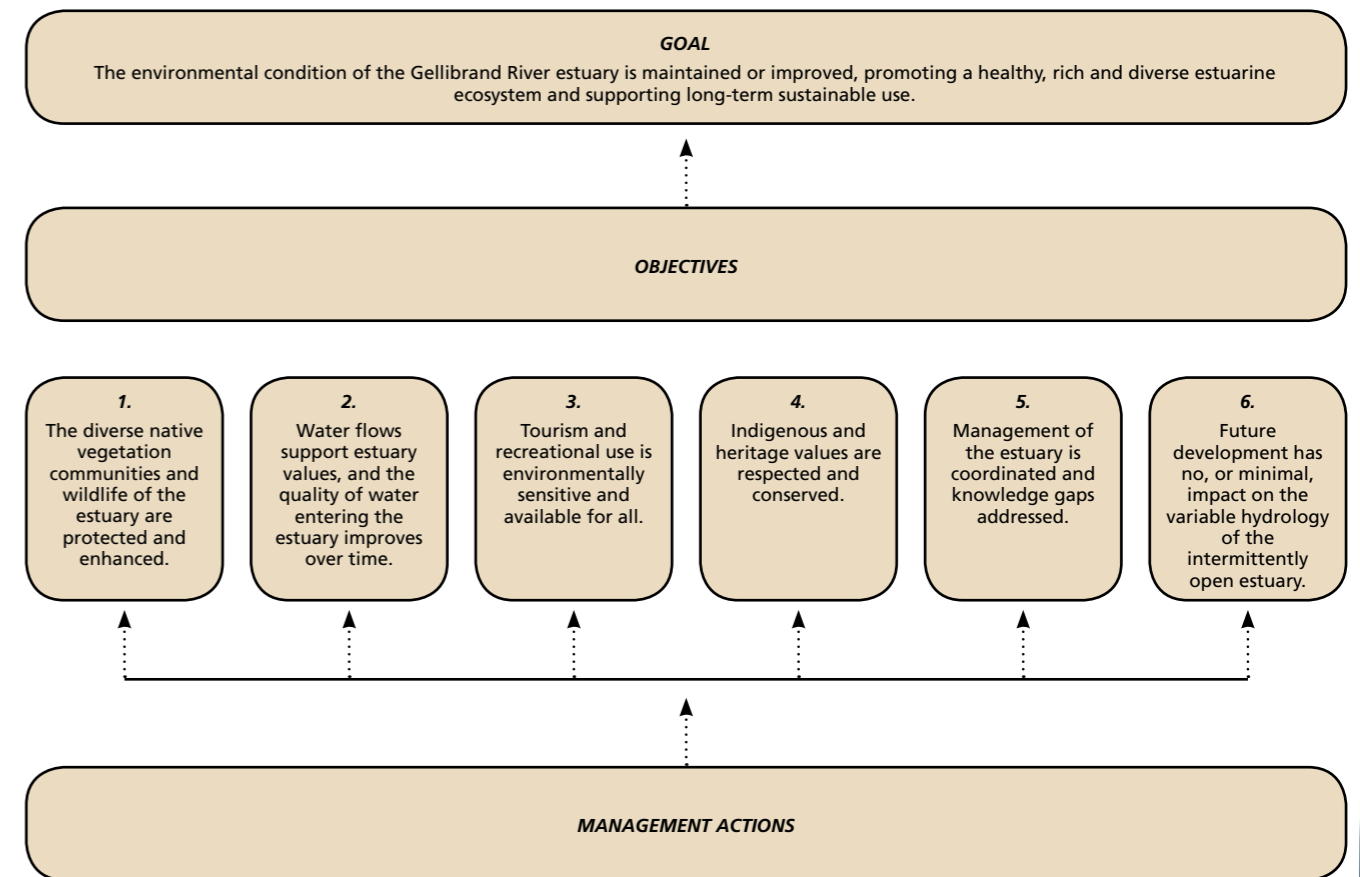 GOAL
The environmental condition of the Gellibrand River estuary is maintained or improved, promoting a healthy, rich and diverse estuarine
ecosystem and supporting long-term sustainable use.
OBJECTIVES
1.
The diverse native
vegetation
communities and
wildlife of the
estuary are
protected and
enhanced.
2.
Water flows
support estuary
values, and the
quality of water
entering the
estuary improves
over time.
3.
Tourism and
recreational use is
environmentally
sensitive and
available for all.
4.
Indigenous and
heritage values are
respected and
conserved.
5.
Management of
the estuary is
coordinated and
knowledge gaps
addressed.
6.
Future
development has
no, or minimal,
impact on the
variable hydrology
of the
intermittently
open estuary.
MANAGEMENT ACTIONS